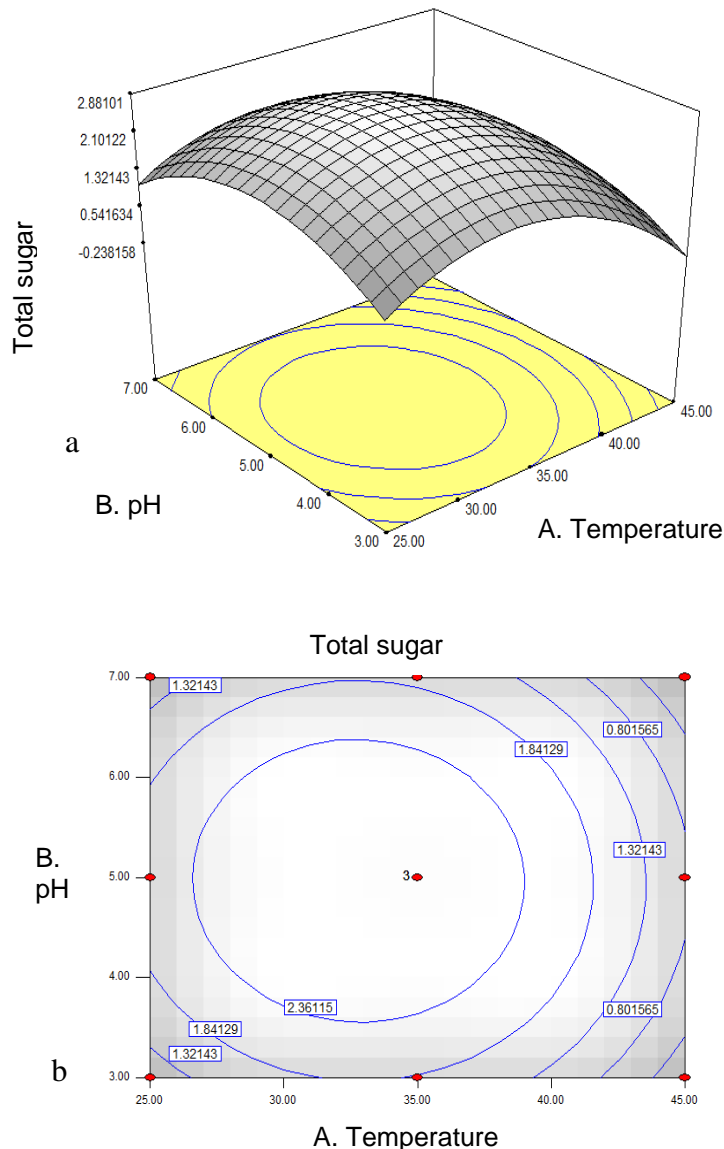 2.88101
2.10122
1.32143
0.541634
-0.238158
Total sugar
7.00
45.00
6.00
40.00
a
5.00
35.00
B. pH
4.00
30.00
A. Temperature
3.00
25.00
Total sugar
7.00
1.32143
0.801565
1.84129
6.00
1.32143
B.
pH
5.00
3
4.00
2.36115
0.801565
1.84129
1.32143
b
3.00
25.00 30.00 35.00 40.00 45.00
A. Temperature